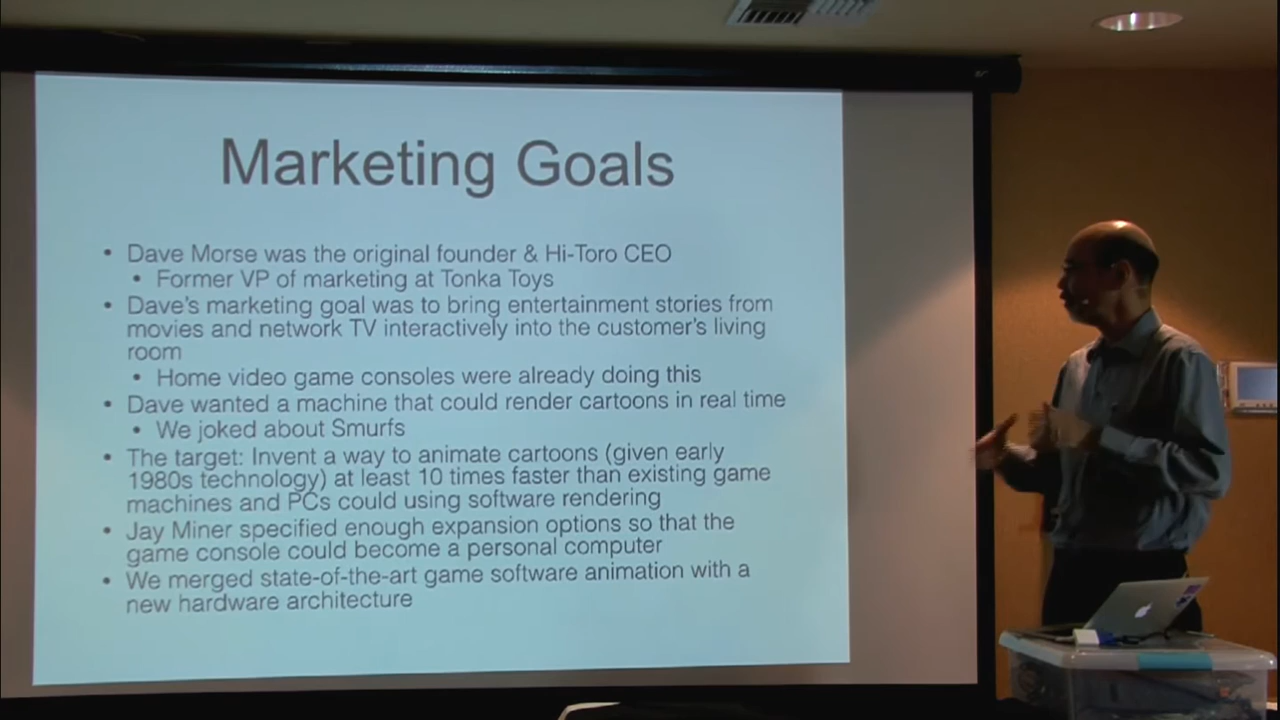 Marketing Goals
• Dave Morse was the original founder & Hi-Toro CEO
• Former VP of marketing at Tonka Toys
• Dave's marketing goal was to bring entertainment stories from
movies and network TV interactively into the customer's living
room
• Home video game consoles were already doing this
• Dave wanted a machine that could render cartoons in real time
• We joked about Smurfs
• The target: Invent a way to animate cartoons (given early
1980s technology) at least 10 times faster than existing game
machines and PCs could using software rendering
• Jay Miner specified enough expansion options so that the
game console could become a personal computer
• We merged state-of-the-art game software animation with a
new hardware architecture